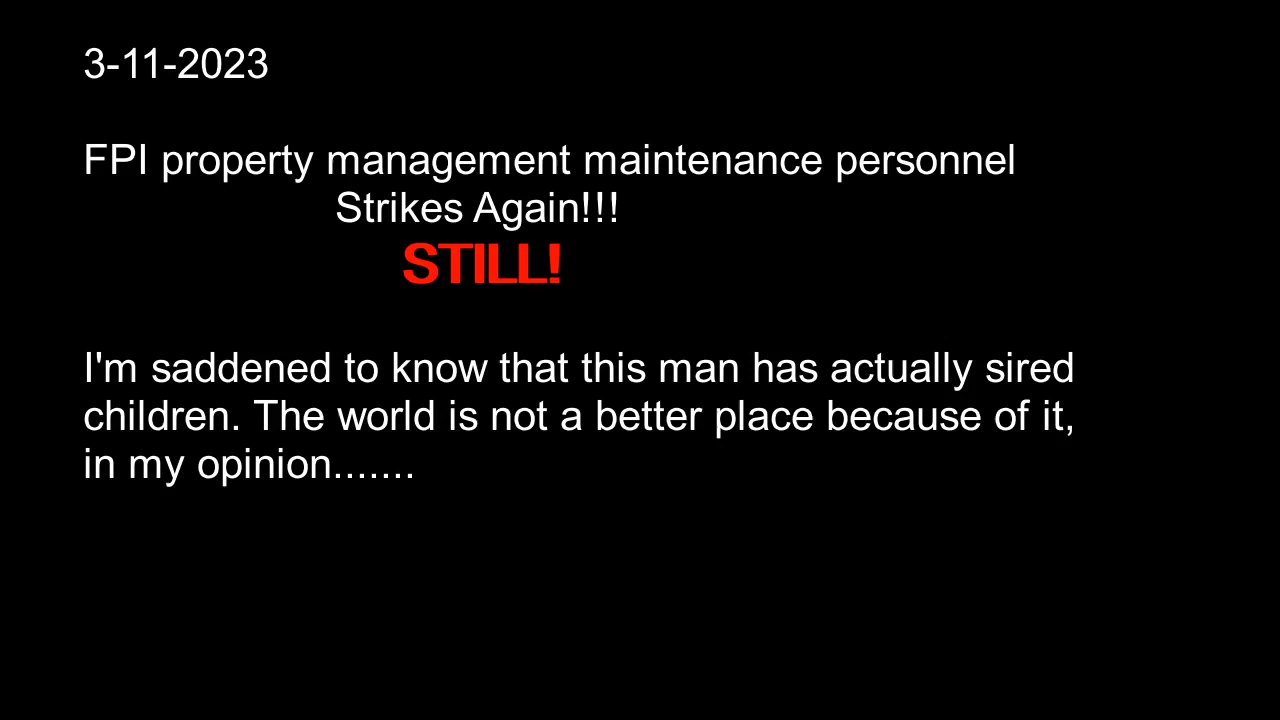 3-11-2023
FPI property management maintenance personnel
Strikes Again!!!
STILL!
I'm saddened to know that this man has actually sired
children. The world is not a better place because of it,
in my opinion.......